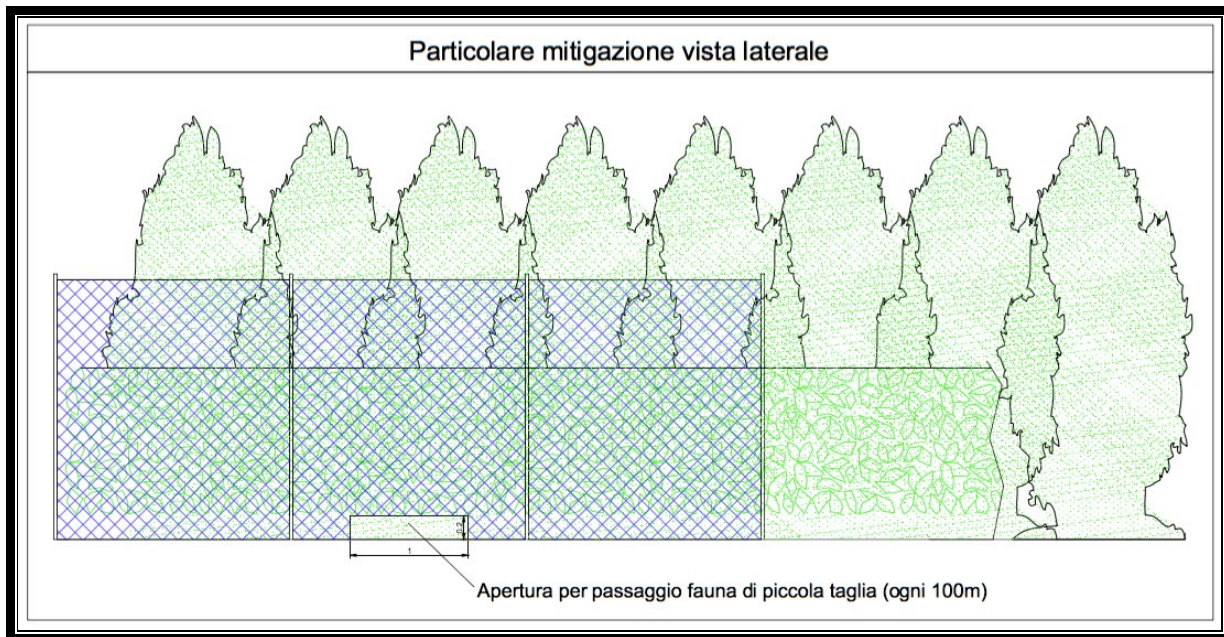 Particolare mitigazione vista laterale
0,2
1
Apertura per passaggio fauna di piccola taglia (ogni 100m)